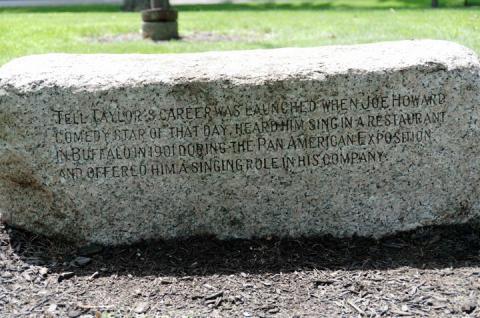 TELL TAYLOR'S CAREER WAS LAUNCHED WHEN JOE HOWARD
COMEDY STAR OF THAT DAY, HEARD HIM SING IN A RESTAURANT
IN BUFFALO IN 1901 DURING THE PAN AMERICAN EXPOSITION
AND OFFERED HIM A SINGING ROLE IN HIS COMPANY.